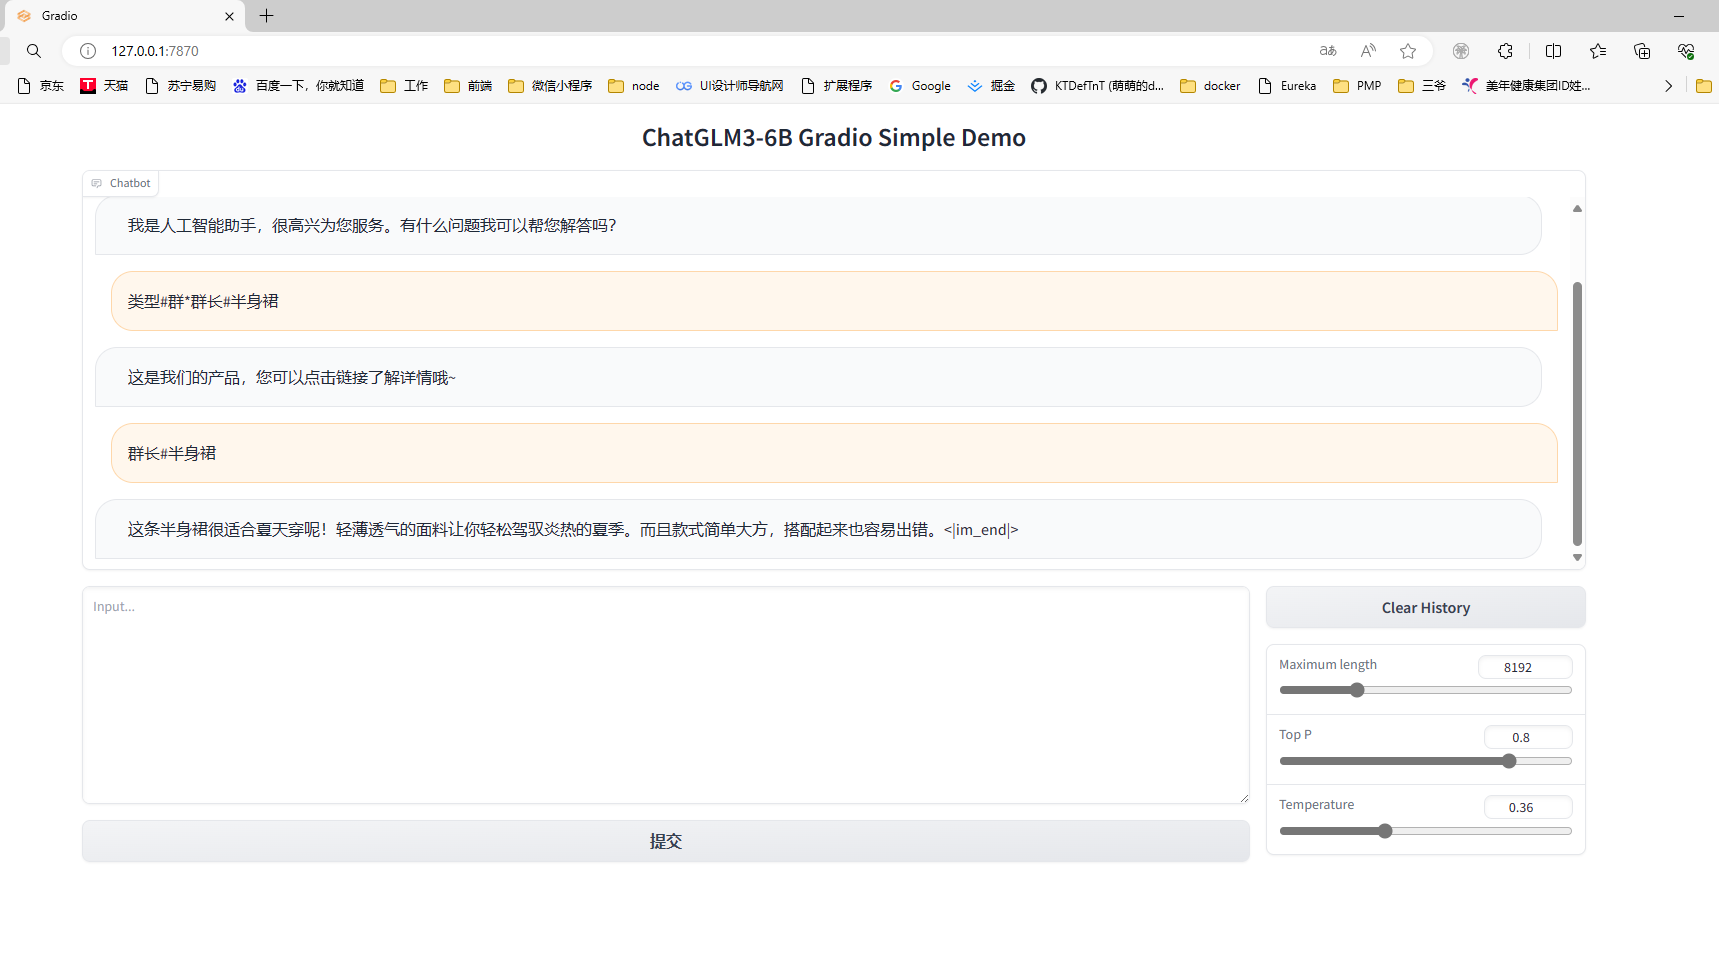 Gradio
127.0.0.1:7870
京东
天猫
苏宁易购
百度一下，你就知道
工作
前端
微信小程序
node
UI设计师导航网
扩展程序
Google
掘金
KTDefTnT (萌萌的d...
docker
Eureka
PMP
三爷
美年健康集团ID姓...
ChatGLM3-6B Gradio Simple Demo
Chatbot
我是人工智能助手，很高兴为您服务。有什么问题我可以帮您解答吗？
类型#群*群长#半身裙
这是我们的产品，您可以点击链接了解详情哦~
群长#半身裙
这条半身裙很适合夏天穿呢！轻薄透气的面料让你轻松驾驭炎热的夏季。而且款式简单大方，搭配起来也容易出错。<|im_end|>
Input...
Clear History
Maximum length
8192
Top P
0.8
Temperature
0.36
提交